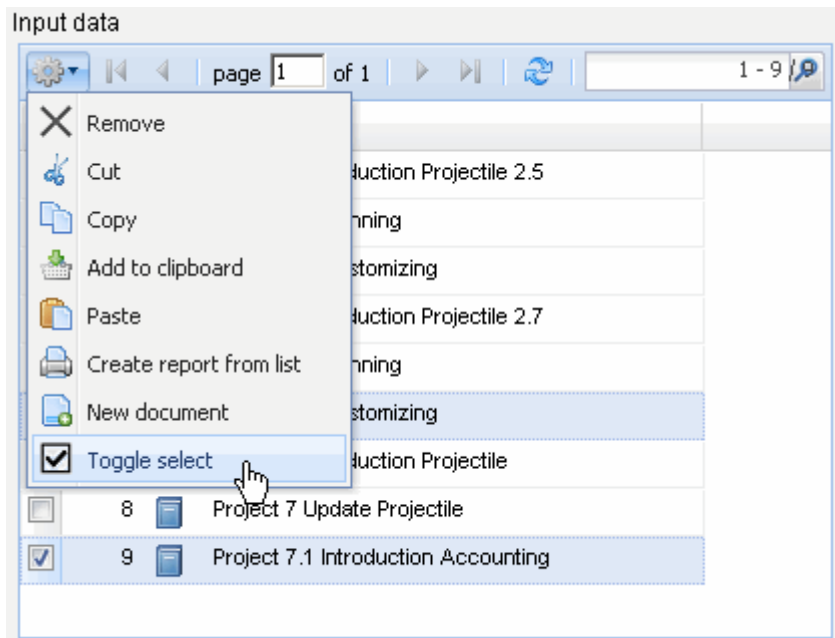 Input data
page 1 of 1 1 - 9 /
Remove
Cut
duction Projectile 2.5
Copy
nning
Add to clipboard
stomizing
Paste
duction Projectile 2.7
Create report from list
nning
New document
stomizing
Toggle select
duction Projectile
8 Project 7 Update Projectile
9 Project 7.1 Introduction Accounting